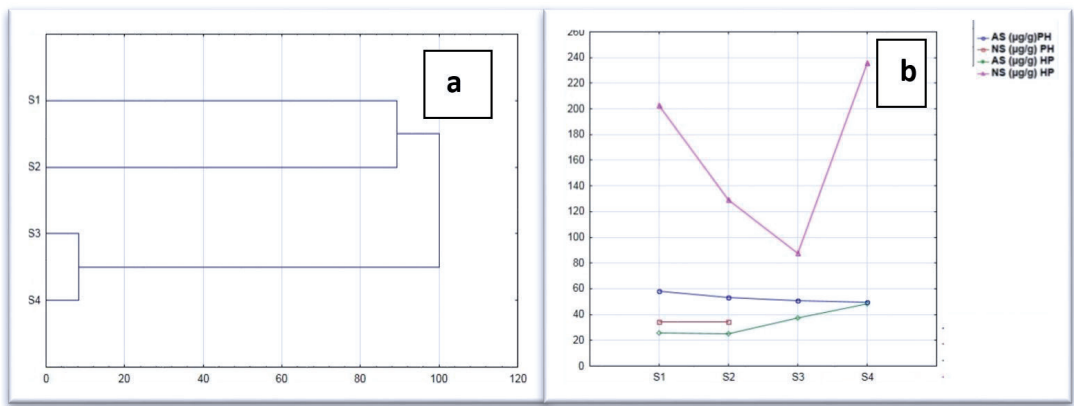 a
S1
S2
S3
S4
0 20 40 60 80 100 120
b
260
240
220
200
180
160
140
120
100
80
60
40
20
0
S1 S2 S3 S4
AS (µg/g)PH
NS (µg/g) PH
AS (µg/g) HP
NS (µg/g) HP